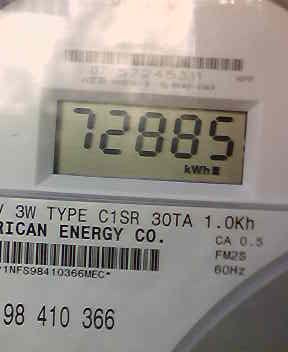 72885
kWh
V 3W TYPE C1SR 30TA 1.0Kh
RICAN ENERGY CO.
CA 0.5
FM2S
60Hz
1NFS98410366MEC*
98 410 366